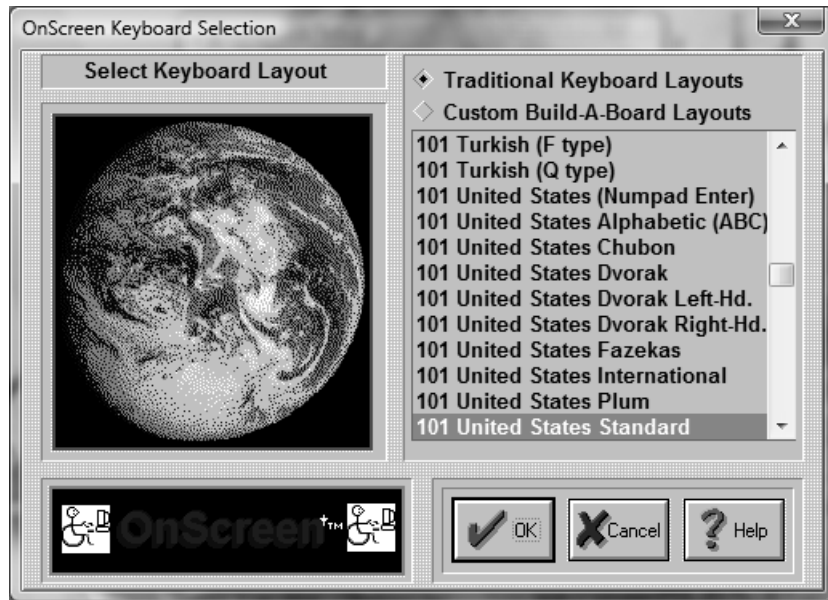 OnScreen Keyboard Selection
Select Keyboard Layout
Traditional Keyboard Layouts
Custom Build-A-Board Layouts
101 Turkish (F type)
101 Turkish (Q type)
101 United States (Numpad Enter)
101 United States Alphabetic (ABC)
101 United States Chubon
101 United States Dvorak
101 United States Dvorak Left-Hd.
101 United States Dvorak Right-Hd.
101 United States Fazekas
101 United States International
101 United States Plum
101 United States Standard
OnScreen+™
OK
Cancel
? Help